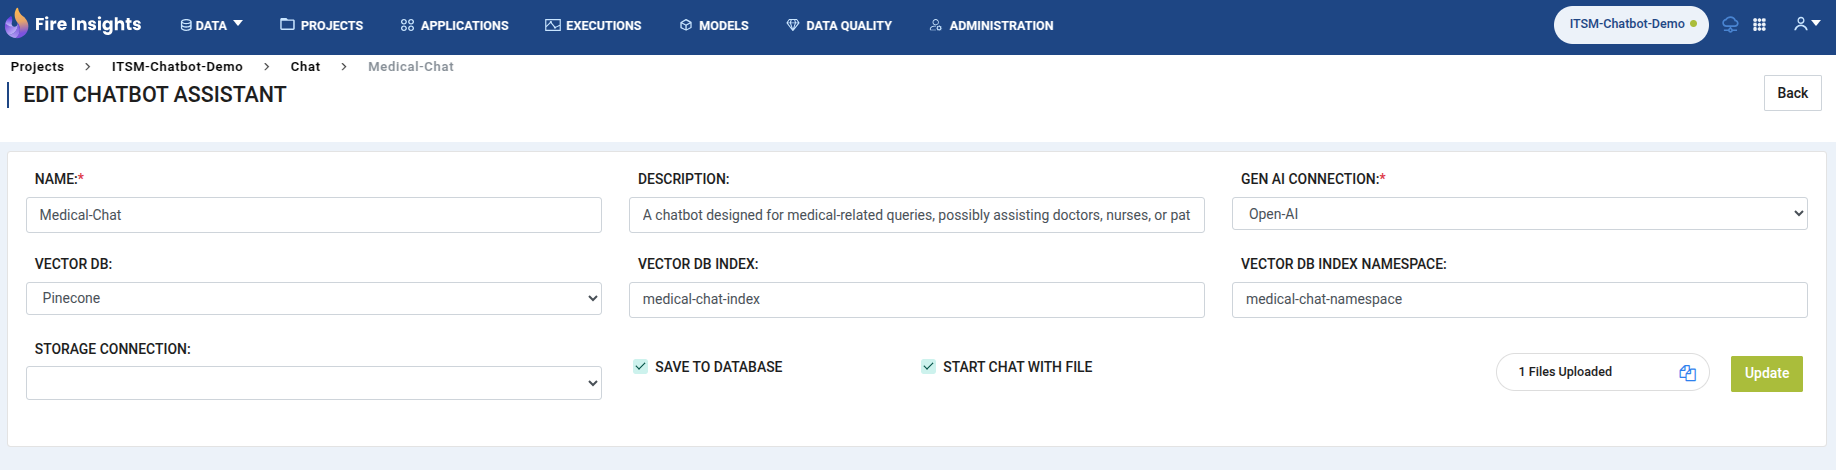 Fire Insights DATA PROJECTS APPLICATIONS EXECUTIONS MODELS DATA QUALITY ADMINISTRATION ITSM-Chatbot-Demo
Projects > ITSM-Chatbot-Demo > Chat > Medical-Chat
EDIT CHATBOT ASSISTANT
Back
NAME:* DESCRIPTION: GEN AI CONNECTION:*
Medical-Chat A chatbot designed for medical-related queries, possibly assisting doctors, nurses, or pat Open-AI
VECTOR DB: VECTOR DB INDEX: VECTOR DB INDEX NAMESPACE:
Pinecone medical-chat-index medical-chat-namespace
STORAGE CONNECTION:
SAVE TO DATABASE START CHAT WITH FILE 1 Files Uploaded Update